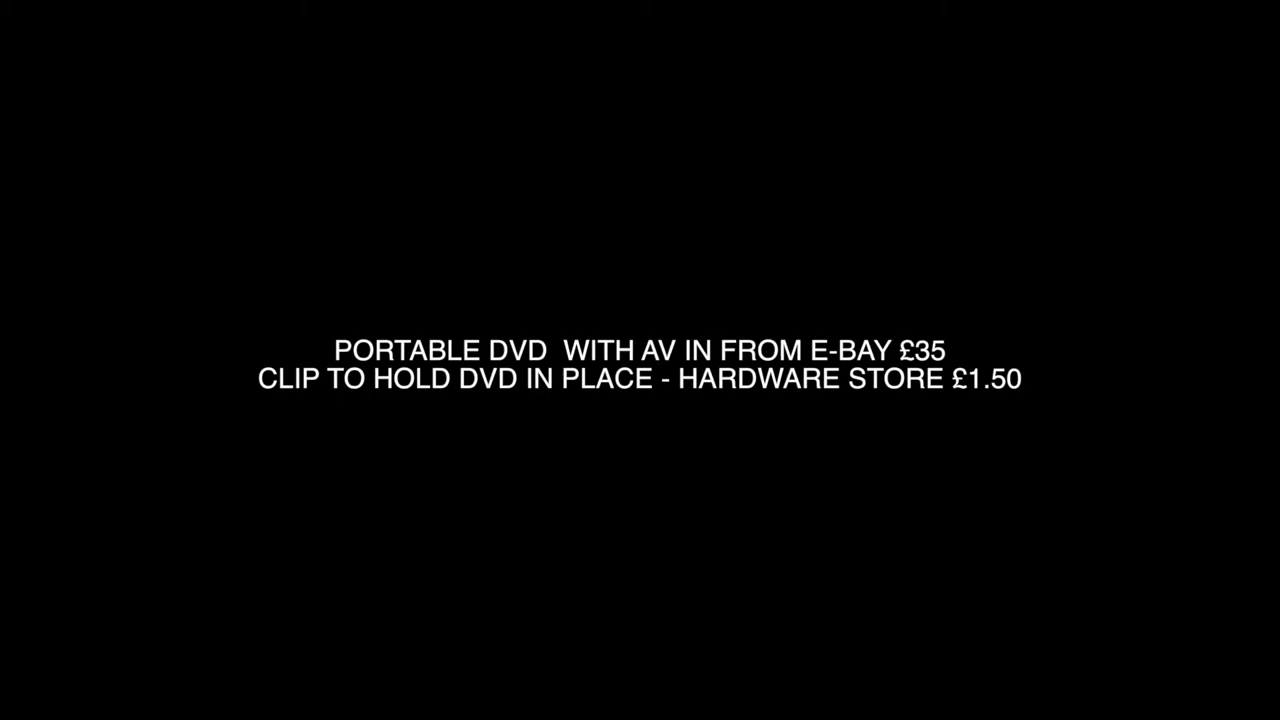 PORTABLE DVD  WITH AV IN FROM E-BAY £35
CLIP TO HOLD DVD IN PLACE - HARDWARE STORE £1.50